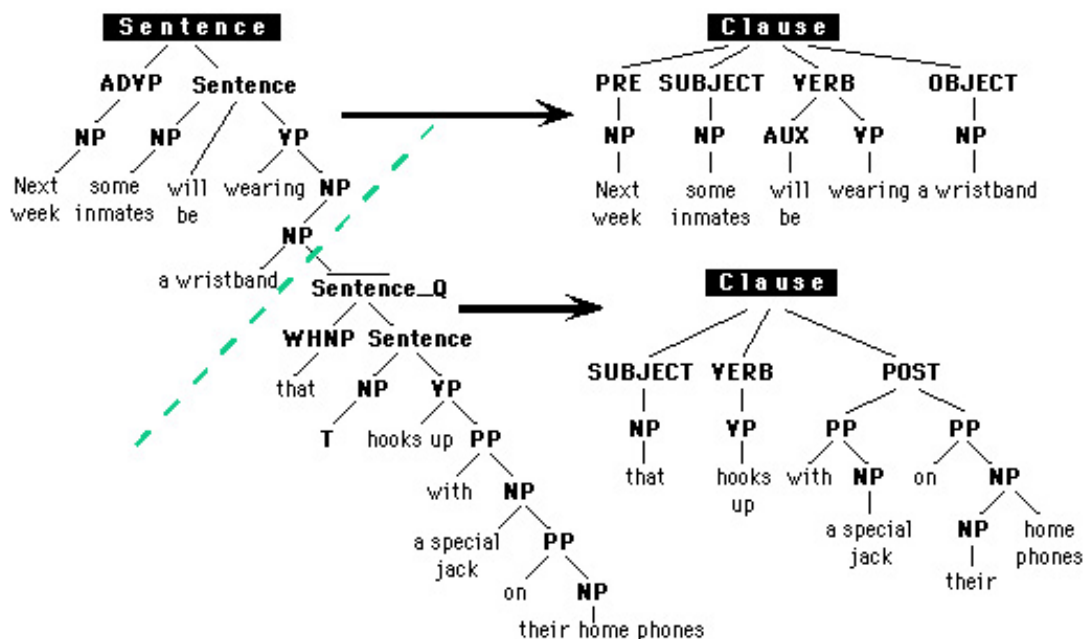 Sentence
Clause
ADVP Sentence
PRE SUBJECT VERB OBJECT
NP NP VP
NP NP AUX VP NP
Next week some inmates will be wearing NP
Next week some inmates will be wearing a wristband
NP
a wristband
Sentence_Q
Clause
WHNP Sentence
that NP VP
SUBJECT VERB POST
T hooks up PP
NP VP PP PP
with NP
that hooks up with NP on NP
a special jack PP
a special jack NP home phones
on NP
their
their home phones